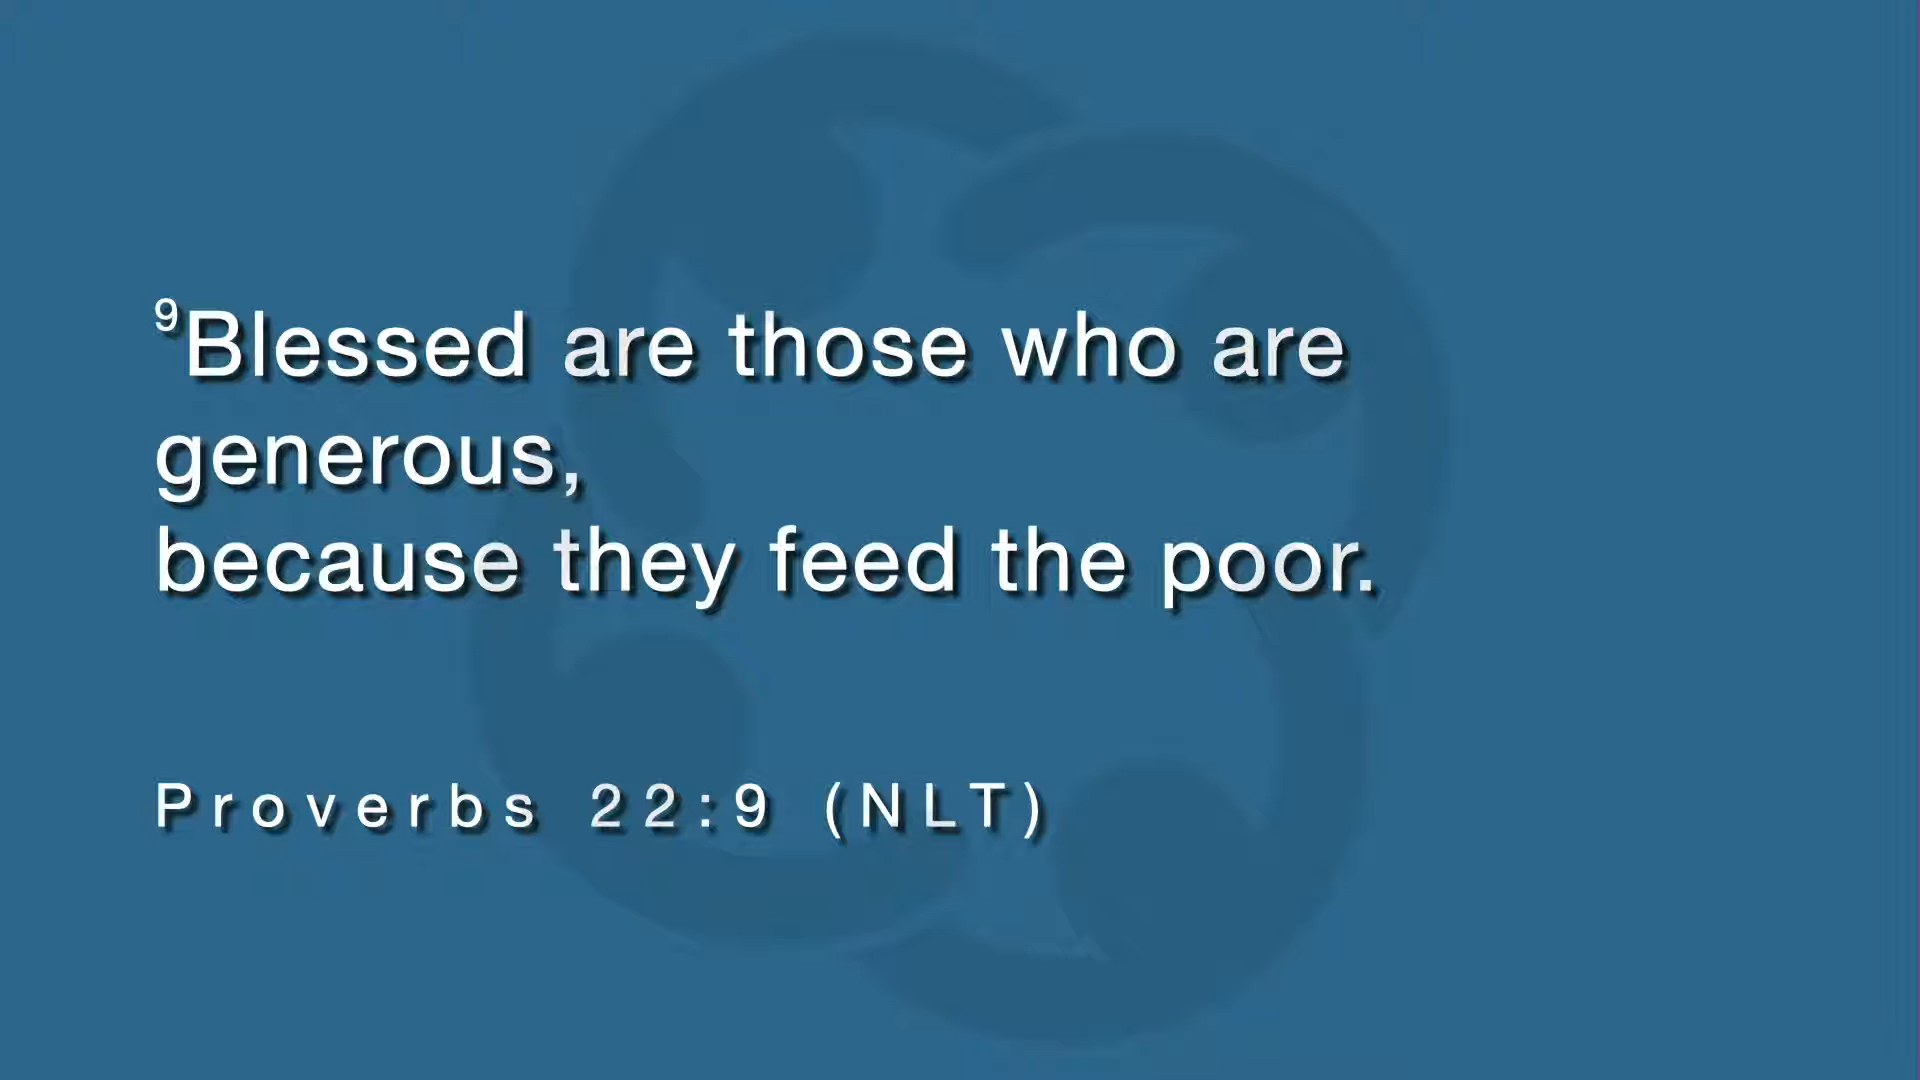 ⁹Blessed are those who are
generous,
because they feed the poor.
Proverbs 22:9 (NLT)